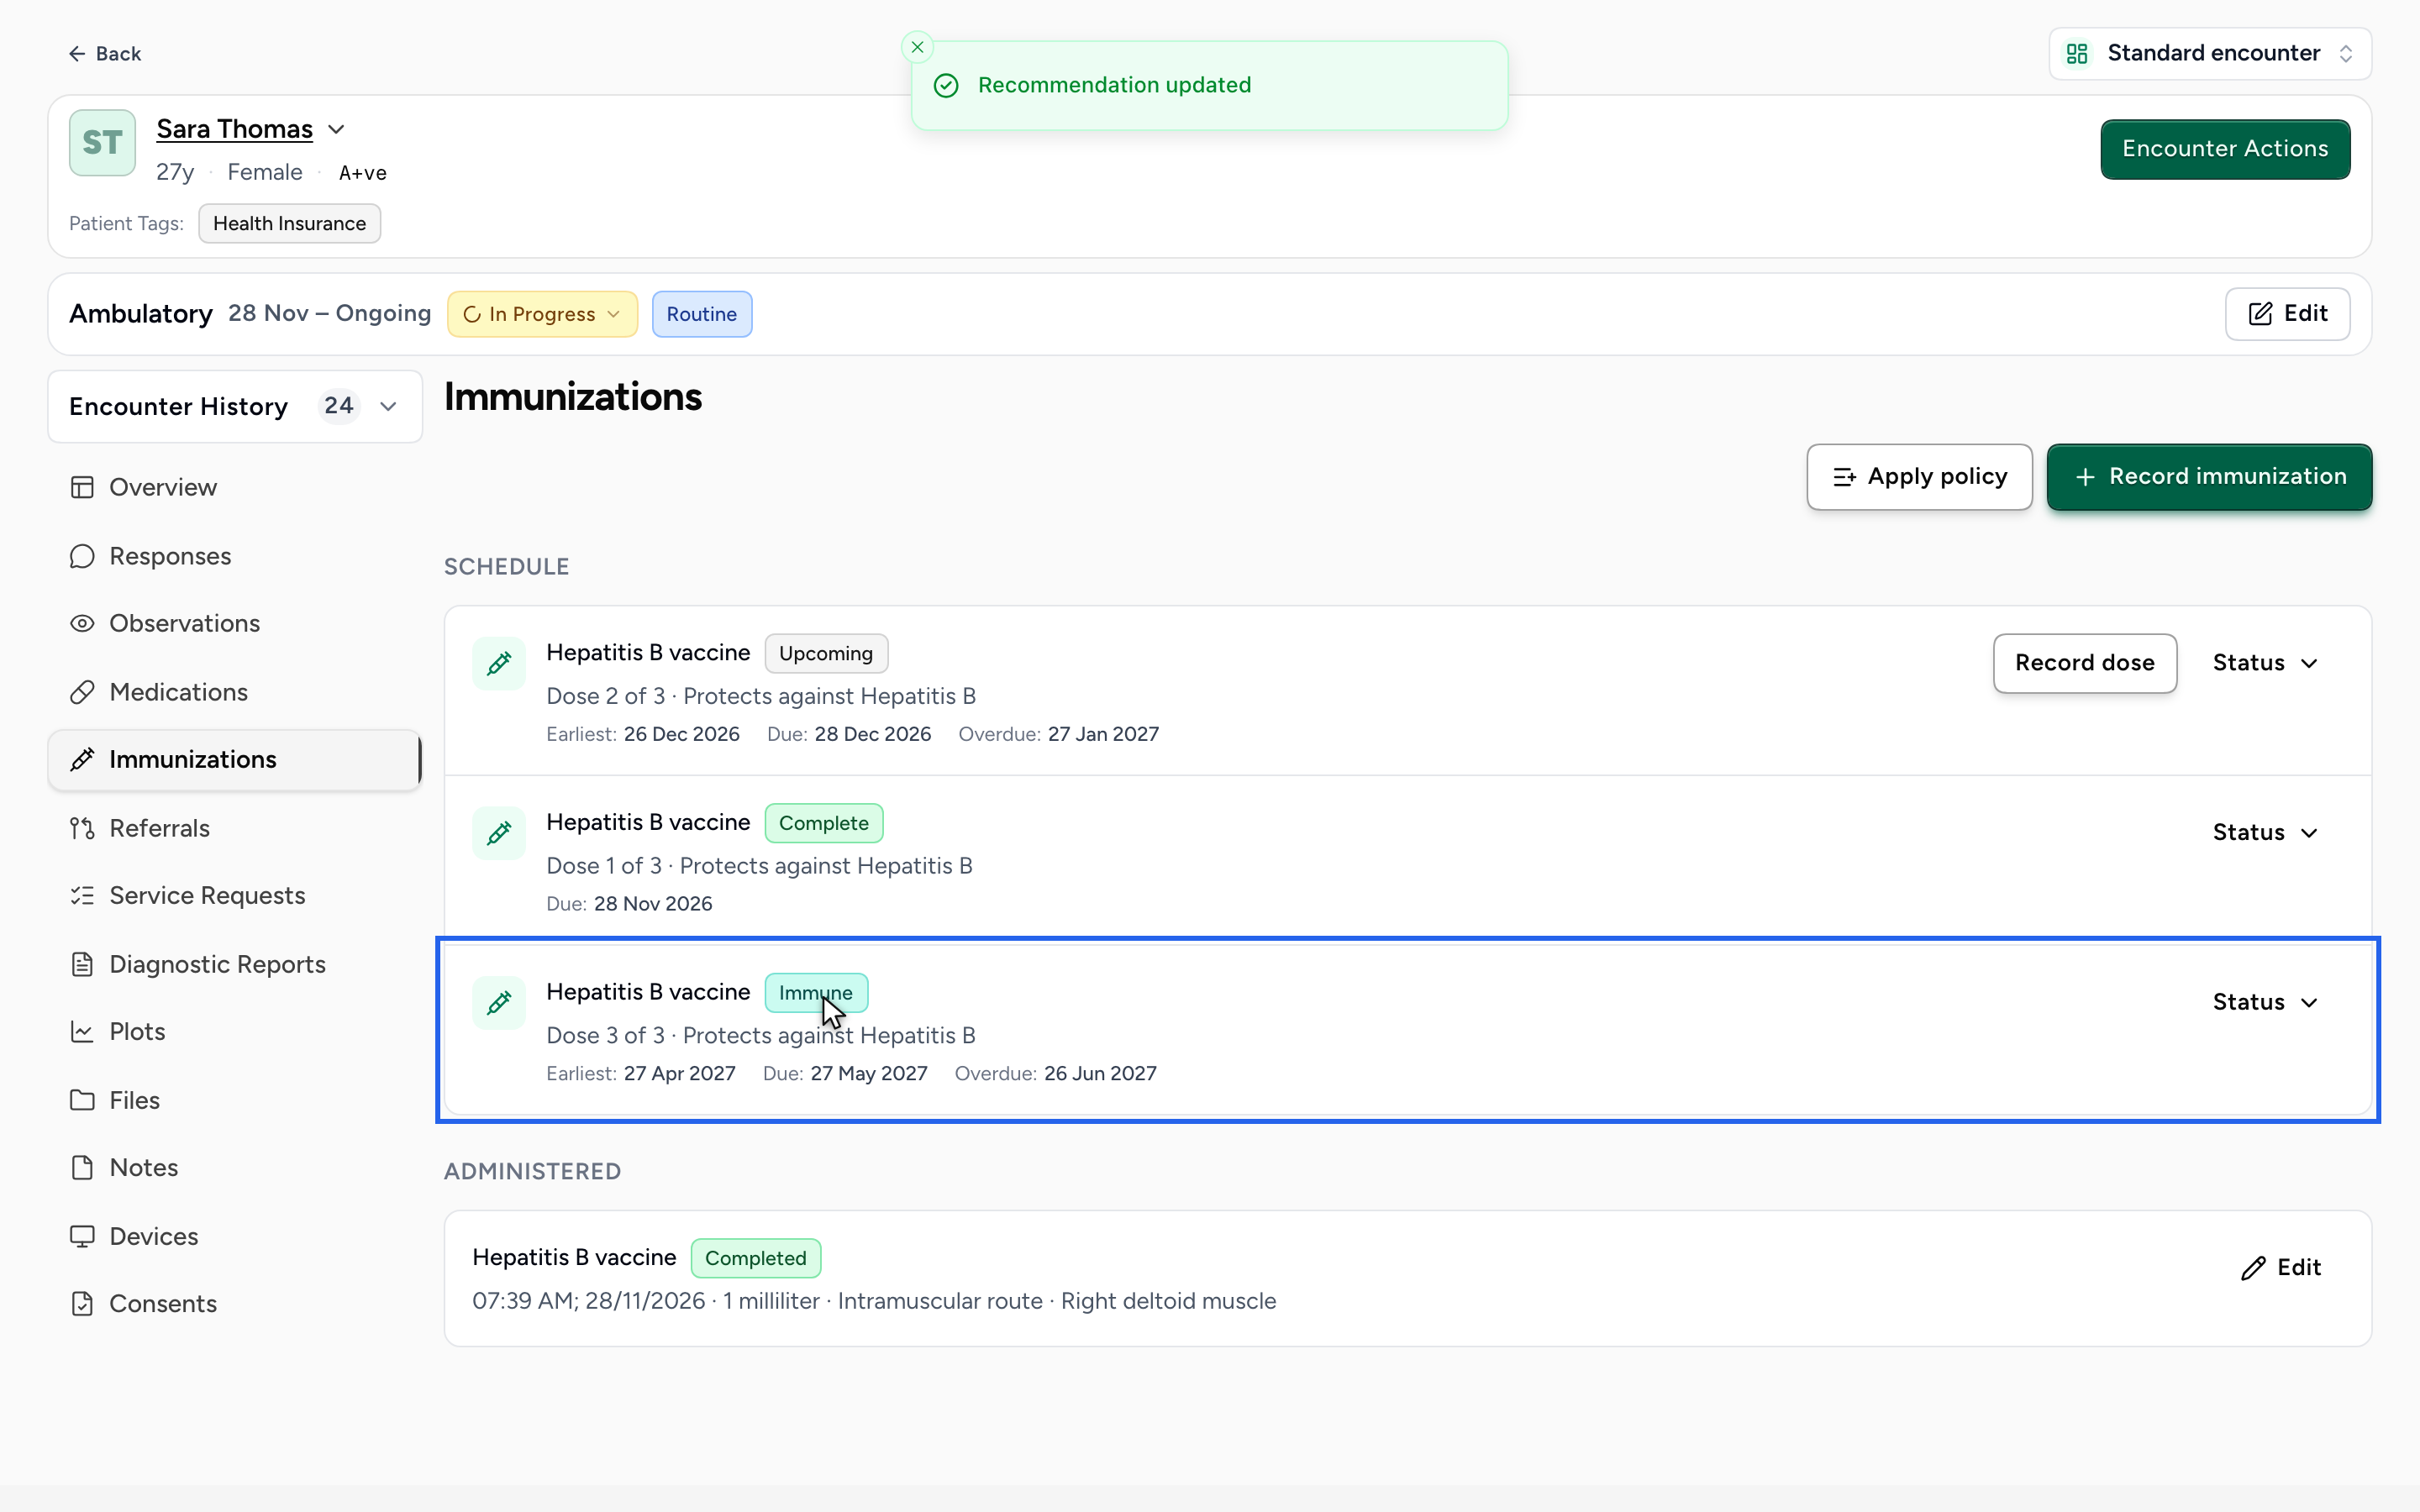 Back
Recommendation updated
Standard encounter
ST
Sara Thomas
27y · Female · A+ve
Encounter Actions
Patient Tags: Health Insurance
Ambulatory 28 Nov – Ongoing In Progress Routine
Edit
Encounter History 24
Immunizations
Apply policy
Record immunization
Overview
Responses
Observations
Medications
Immunizations
Referrals
Service Requests
Diagnostic Reports
Plots
Files
Notes
Devices
Consents
SCHEDULE
Hepatitis B vaccine Upcoming
Record dose Status
Dose 2 of 3 · Protects against Hepatitis B
Earliest: 26 Dec 2026 Due: 28 Dec 2026 Overdue: 27 Jan 2027
Hepatitis B vaccine Complete
Status
Dose 1 of 3 · Protects against Hepatitis B
Due: 28 Nov 2026
Hepatitis B vaccine Immune
Status
Dose 3 of 3 · Protects against Hepatitis B
Earliest: 27 Apr 2027 Due: 27 May 2027 Overdue: 26 Jun 2027
ADMINISTERED
Hepatitis B vaccine Completed
Edit
07:39 AM; 28/11/2026 · 1 milliliter · Intramuscular route · Right deltoid muscle